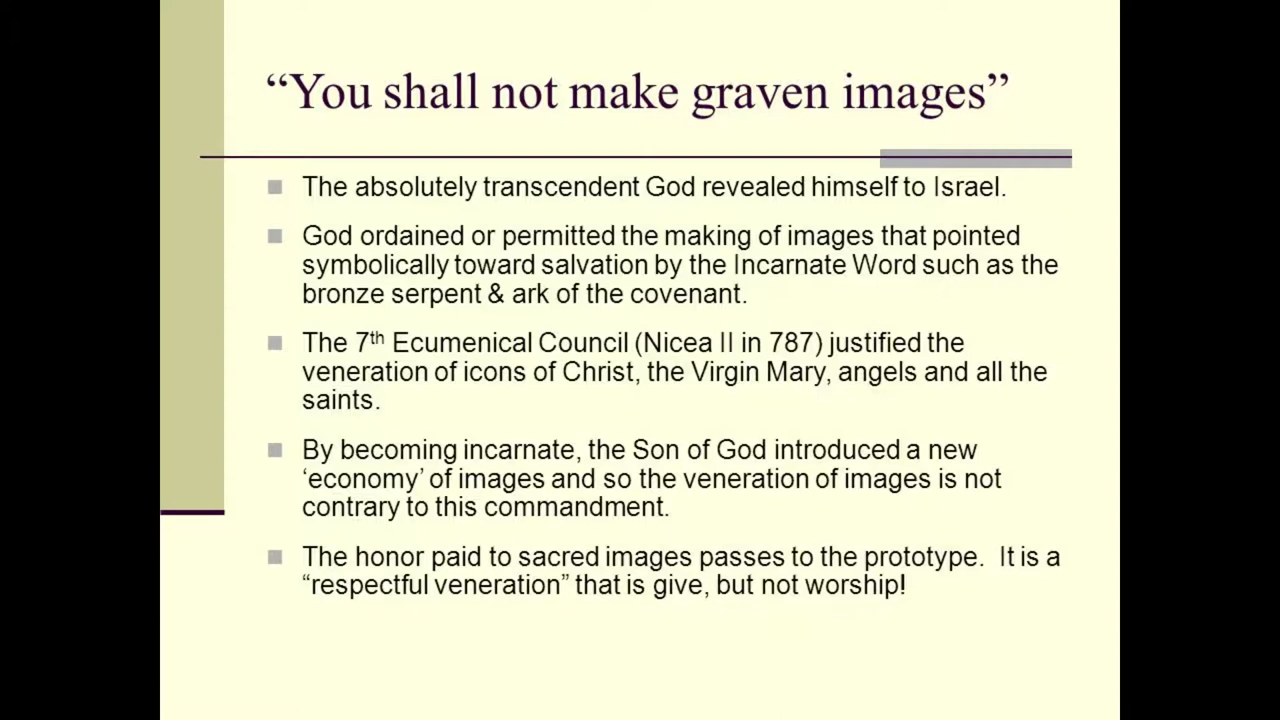 “You shall not make graven images”
The absolutely transcendent God revealed himself to Israel.
God ordained or permitted the making of images that pointed
symbolically toward salvation by the Incarnate Word such as the
bronze serpent & ark of the covenant.
The 7th Ecumenical Council (Nicea II in 787) justified the
veneration of icons of Christ, the Virgin Mary, angels and all the
saints.
By becoming incarnate, the Son of God introduced a new
‘economy’ of images and so the veneration of images is not
contrary to this commandment.
The honor paid to sacred images passes to the prototype.  It is a
“respectful veneration” that is give, but not worship!